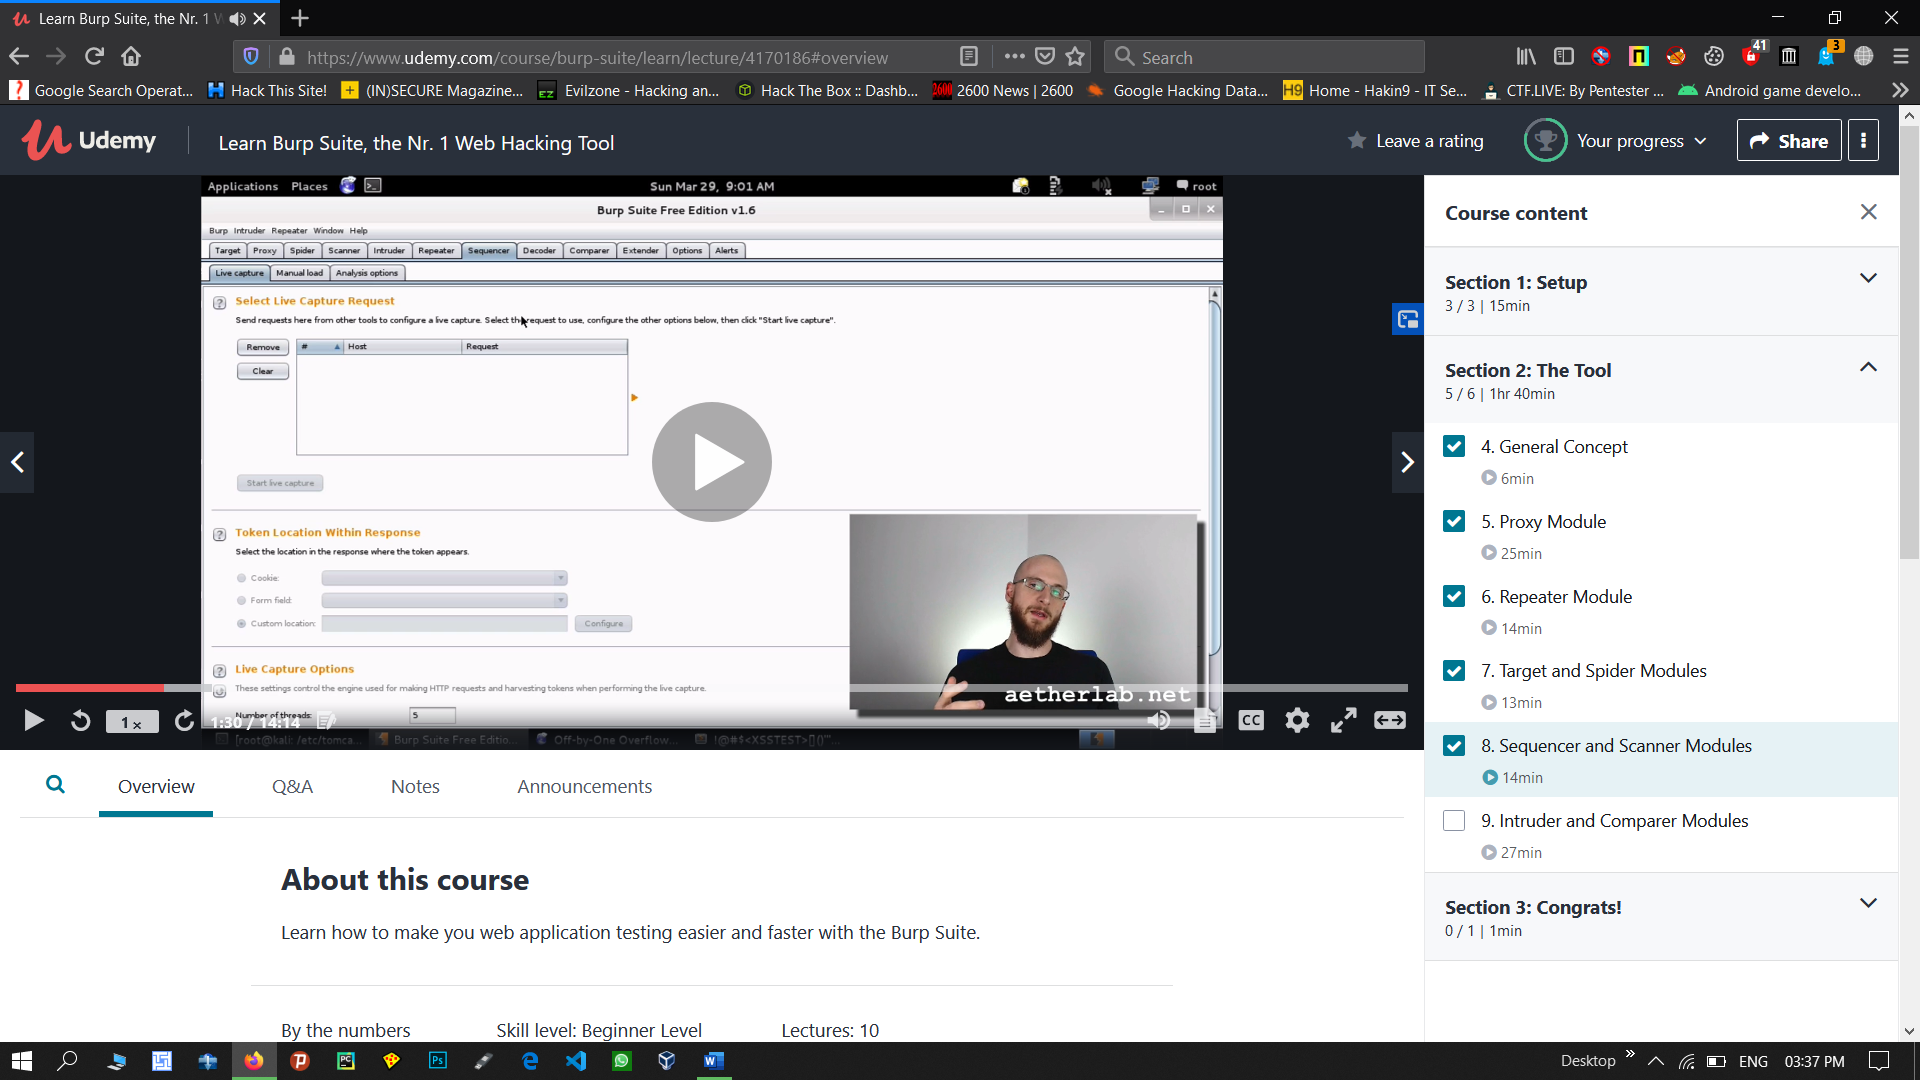 Learn Burp Suite, the Nr. 1 W
https://www.udemy.com/course/burp-suite/learn/lecture/4170186#overview
Search
41
3
Google Search Operat...
Hack This Site!
(IN)SECURE Magazine...
EZ
Evilzone - Hacking an...
Hack The Box :: Dashb...
2600
2600 News | 2600
Google Hacking Data...
H9
Home - Hakin9 - IT Se...
CTF.LIVE: By Pentester ...
Android game develo...
Udemy
Learn Burp Suite, the Nr. 1 Web Hacking Tool
Leave a rating
Your progress
Share
Applications Places
Sun Mar 29, 9:01 AM
root
Burp Suite Free Edition v1.6
Burp Intruder Repeater Window Help
Target Proxy Spider Scanner Intruder Repeater Sequencer Decoder Comparer Extender Options Alerts
Live capture Manual load Analysis options
? Select Live Capture Request
Send requests here from other tools to configure a live capture. Select the request to use, configure the other options below, then click "Start live capture".
Remove
# Host Request
Clear
Start live capture
? Token Location Within Response
Select the location in the response where the token appears.
Cookie:
Form field:
Custom location:
Configure
? Live Capture Options
These settings control the engine used for making HTTP requests and harvesting tokens when performing the live capture.
Number of threads: 5
aetherlab.net
1 x
1:30 / 14:14
CC
[root@kali: /etc/tomca...
Burp Suite Free Editio...
Off-by-One Overflow...
!@#$<XSSTEST>[]()'"...
Course content
Section 1: Setup
3 / 3 | 15min
Section 2: The Tool
5 / 6 | 1hr 40min
4. General Concept
6min
5. Proxy Module
25min
6. Repeater Module
14min
7. Target and Spider Modules
13min
8. Sequencer and Scanner Modules
14min
9. Intruder and Comparer Modules
27min
Section 3: Congrats!
0 / 1 | 1min
Overview
Q&A
Notes
Announcements
About this course
Learn how to make you web application testing easier and faster with the Burp Suite.
By the numbers
Skill level: Beginner Level
Lectures: 10
PC
Ps
Desktop
ENG
03:37 PM